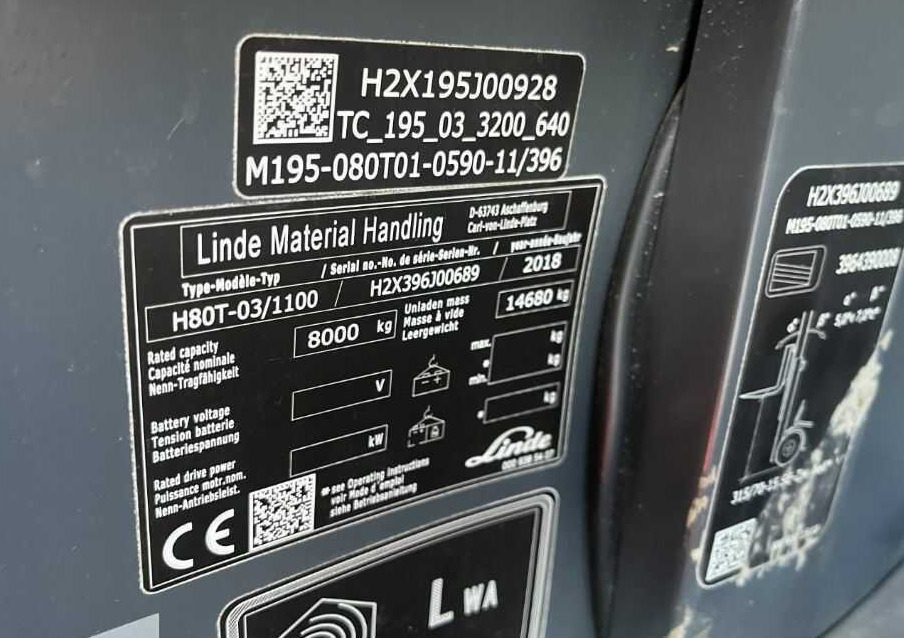 H2X195J00928
TC_195_03_3200_640
M195-080T01-0590-11/396
Linde Material Handling
D-63743 Aschaffenburg
Carl-von-Linde-Platz
Type-Modèle-Typ / Serial no.-No. de série-Serien-Nr. / year-année-Baujahr
H80T-03/1100 / H2X396J00689 / 2018
Rated capacity
Capacité nominale
Nenn-Tragfähigkeit
8000 kg
Unladen mass
Masse à vide
Leergewicht
14680 kg
Battery voltage
Tension batterie
Batteriespannung
V
max. kg
* kg
min.
Rated drive power
Puissance motr.nom.
Nenn-Antriebsleist.
kW
* kg
CE
* see Operating Instructions
voir Mode d'emploi
siehe Betriebsanleitung
Linde
LWA
H2X396J00689
M195-080T01-0590-11/396
3964390008
α° β°
α° β°